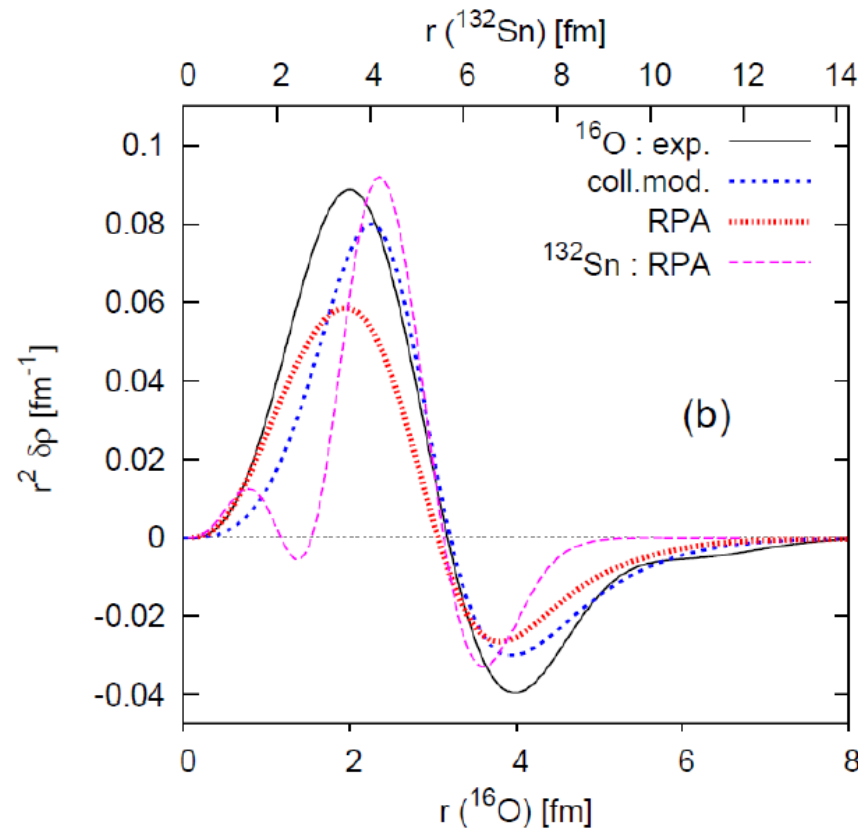 r (¹³²Sn) [fm]
0 2 4 6 8 10 12 14
¹⁶O : exp.
coll.mod.
RPA
¹³²Sn : RPA
0.1
0.08
0.06
0.04
0.02
0
-0.02
-0.04
r² δρ [fm⁻¹]
(b)
0 2 4 6 8
r (¹⁶O) [fm]